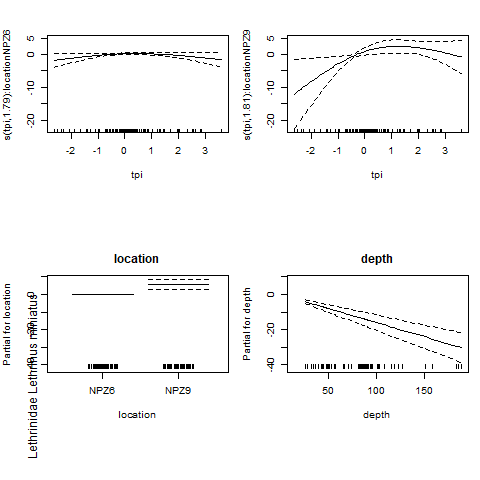 s(tpi,1.79):locationNPZ6
5
0
-10
-20
-2
-1
0
1
2
3
tpi
s(tpi,1.81):locationNPZ9
5
0
-10
-20
-2
-1
0
1
2
3
tpi
location
Partial for location
0
-20
-40
NPZ6
NPZ9
location
depth
Partial for depth
0
-20
-40
50
100
150
depth
Lethrinidae Lethrinus miniatus